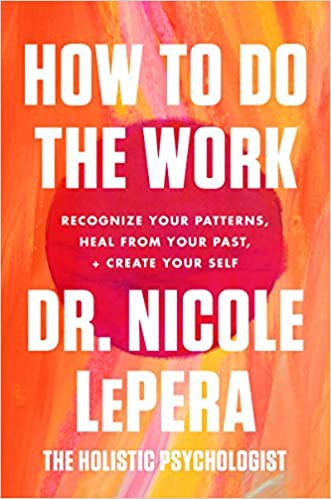 HOW TO DO
THE WORK
RECOGNIZE YOUR PATTERNS,
HEAL FROM YOUR PAST,
+ CREATE YOUR SELF
DR. NICOLE
LePERA
THE HOLISTIC PSYCHOLOGIST